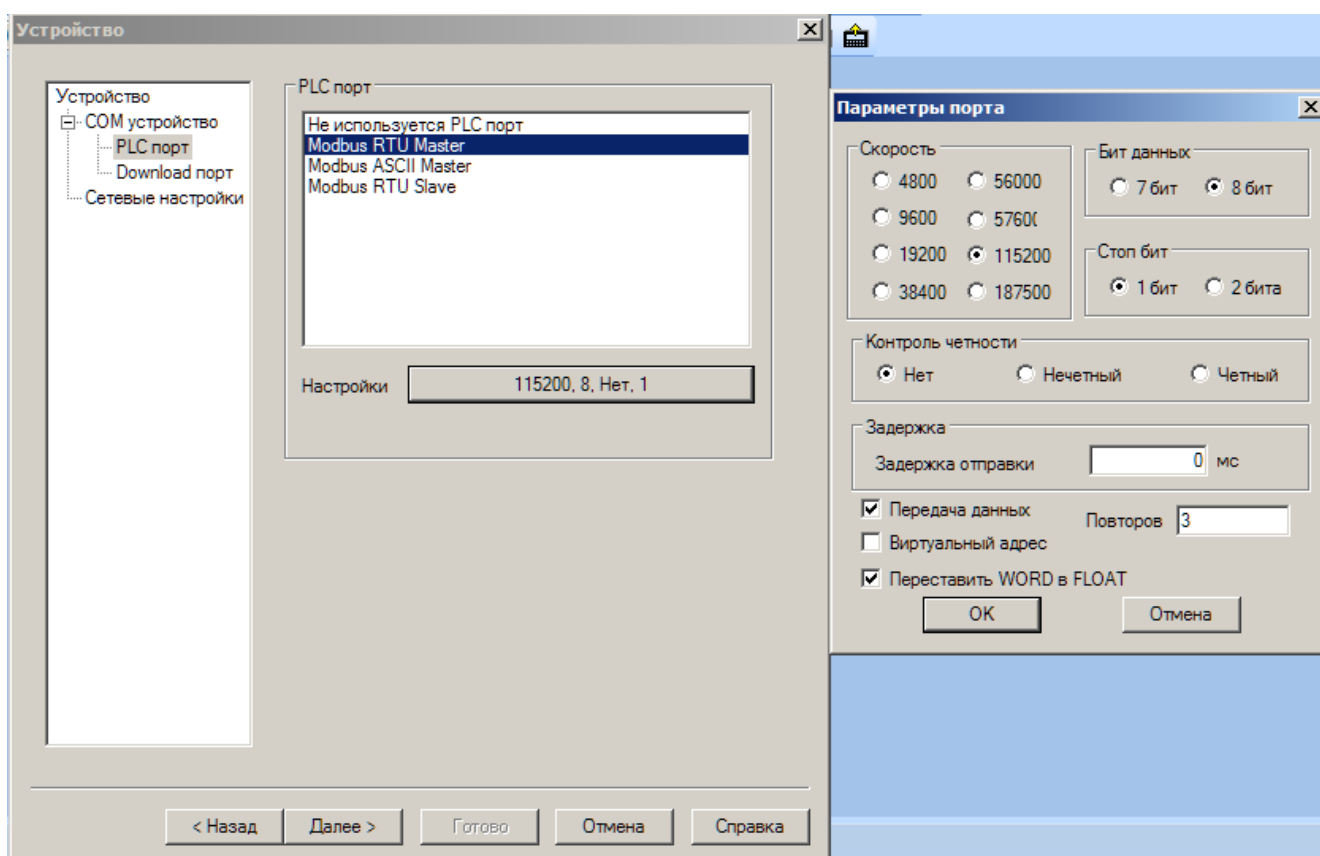 Устройство
Устройство
COM устройство
PLC порт
Download порт
Сетевые настройки
PLC порт
Не используется PLC порт
Modbus RTU Master
Modbus ASCII Master
Modbus RTU Slave
Настройки 115200, 8, Нет, 1
< Назад Далее > Готово Отмена Справка
Параметры порта
Скорость
4800 56000
9600 5760(
19200 115200
38400 187500
Бит данных
7 бит 8 бит
Стоп бит
1 бит 2 бита
Контроль четности
Нет Нечетный Четный
Задержка
Задержка отправки 0 мс
Передача данных Повторов 3
Виртуальный адрес
Переставить WORD в FLOAT
OK Отмена